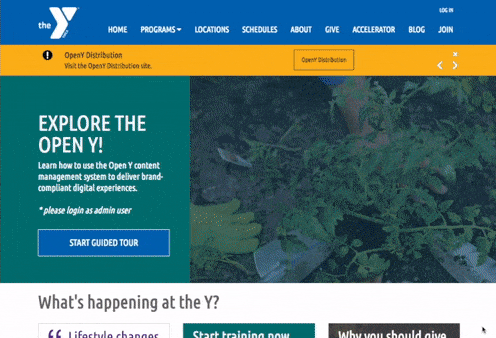 LOG IN
the Y
HOME PROGRAMS LOCATIONS SCHEDULES ABOUT GIVE ACCELERATOR BLOG JOIN
OpenY Distribution
Visit the OpenY Distribution site.
OpenY Distribution
EXPLORE THE
OPEN Y!
Learn how to use the Open Y content
management system to deliver brand-
compliant digital experiences.
* please login as admin user
START GUIDED TOUR
What's happening at the Y?
Lifestyle changes
Start training now
Why you should give